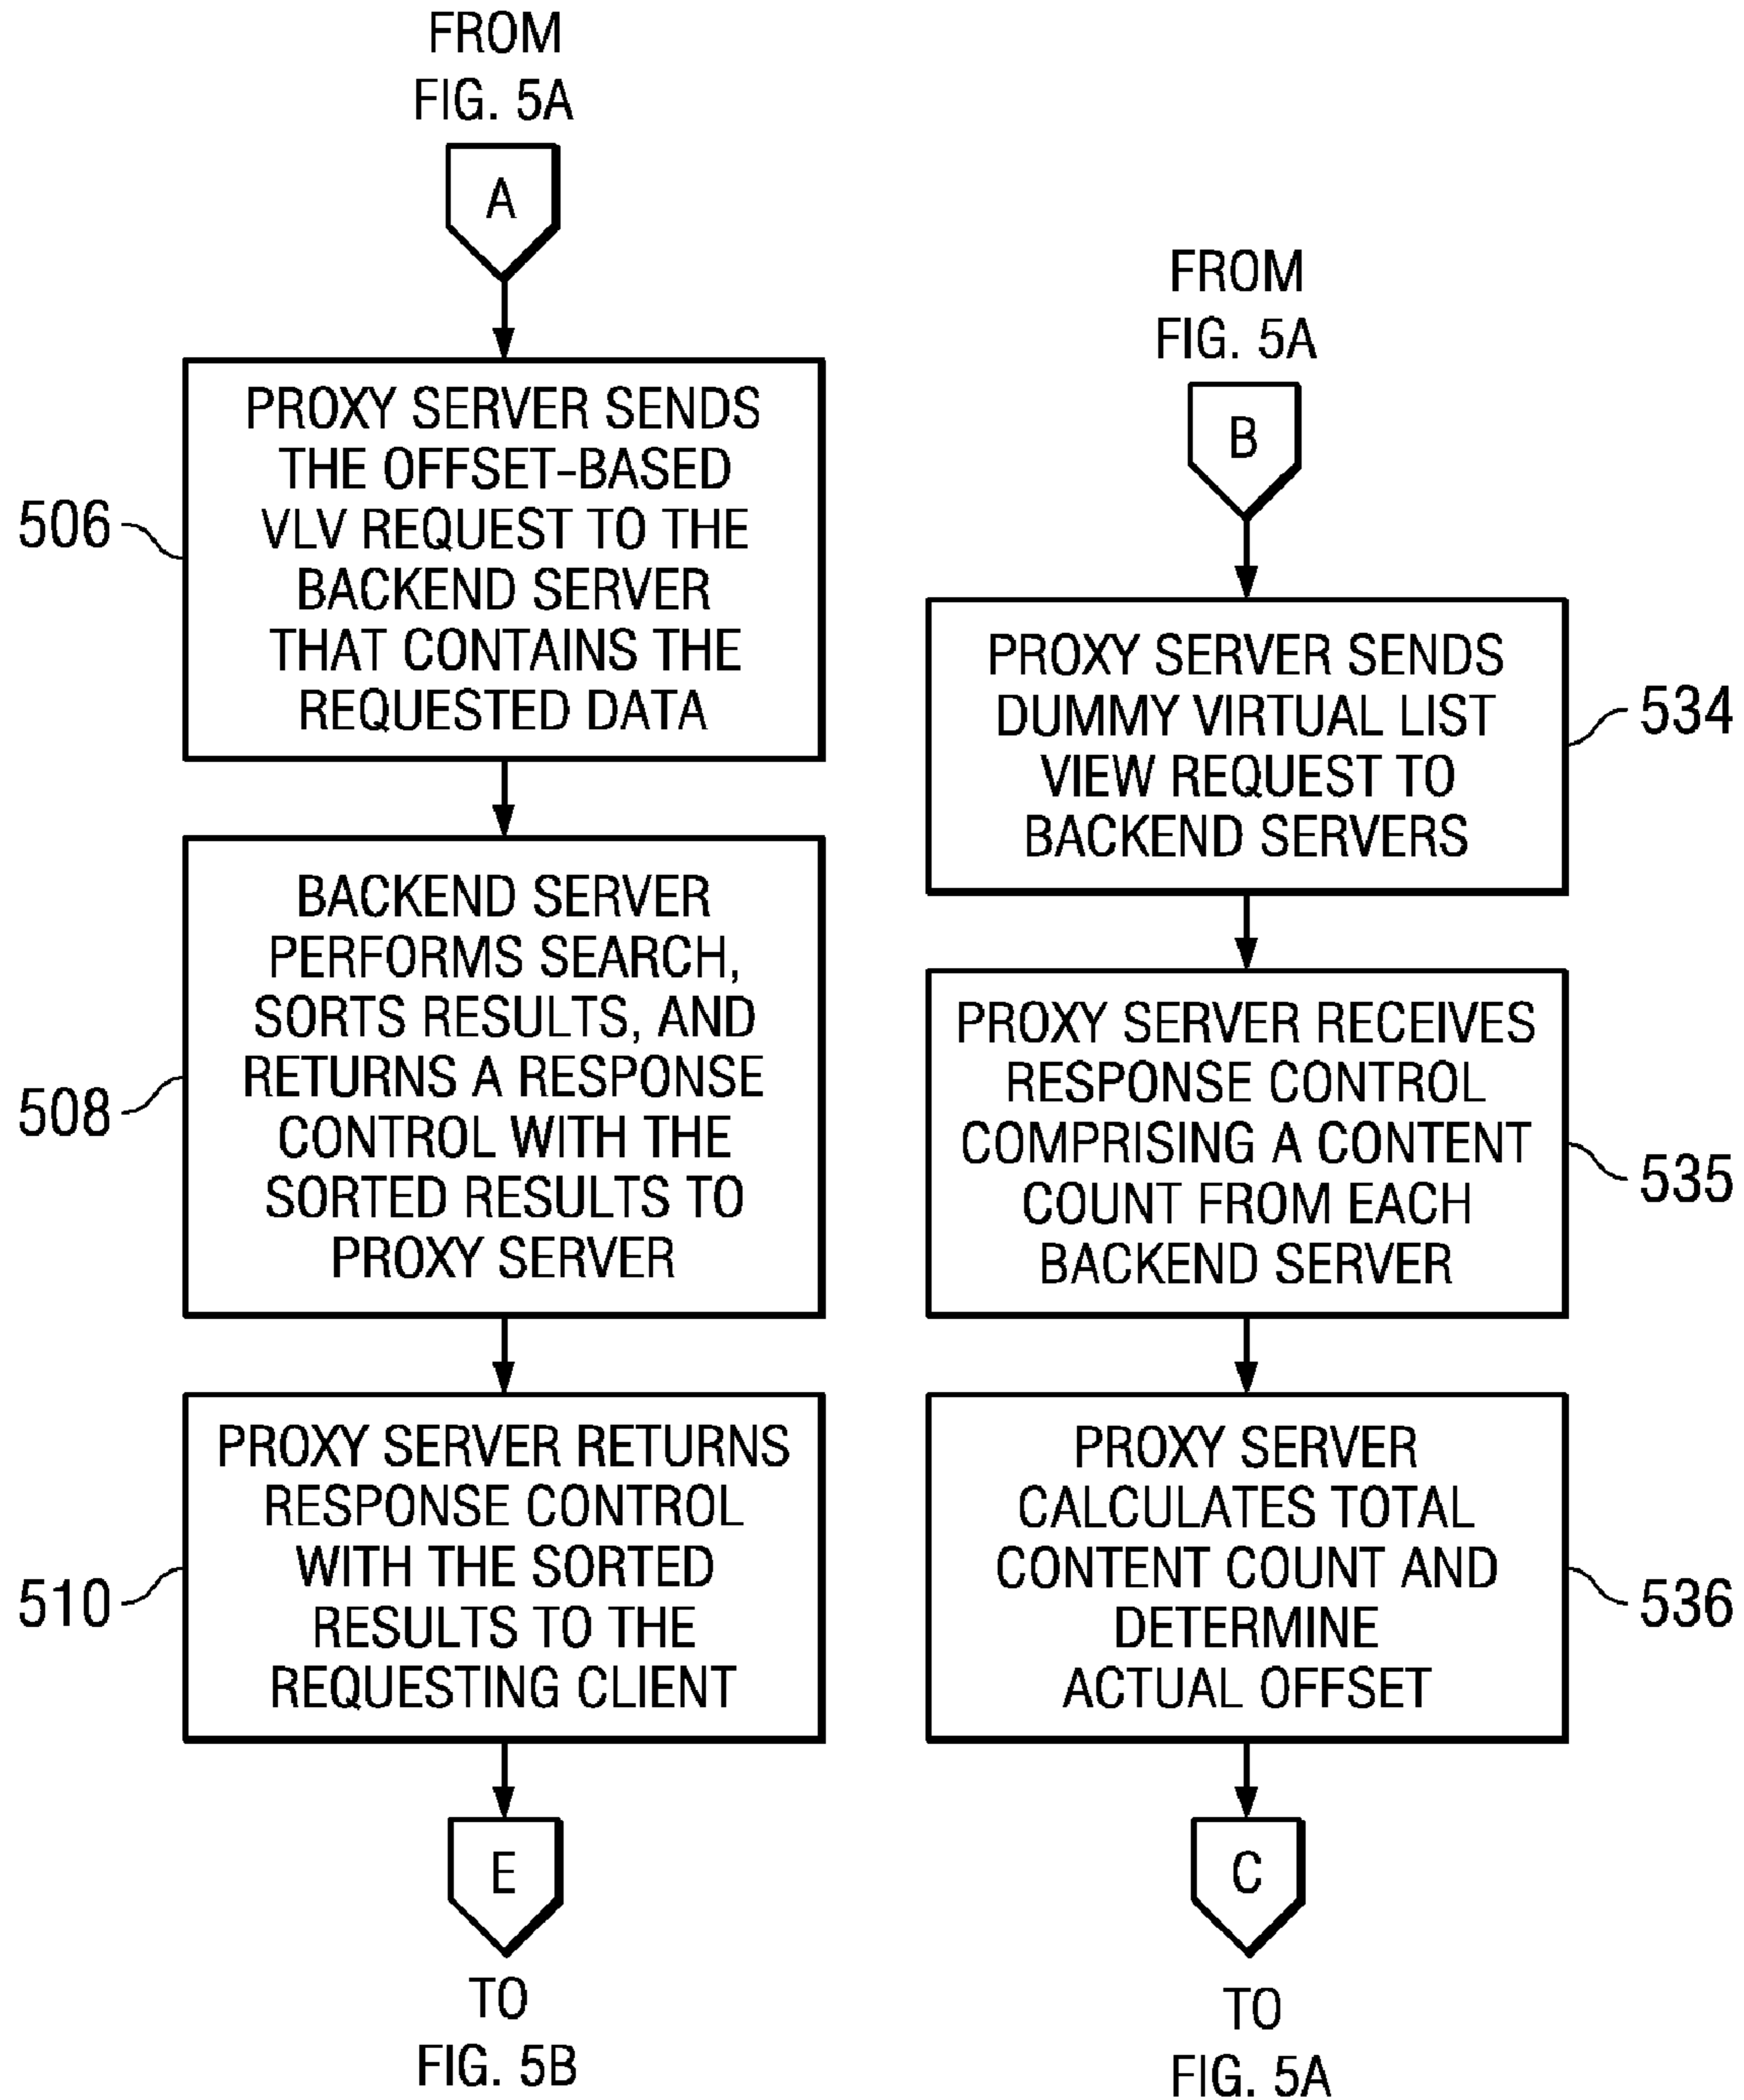 FROM
FIG. 5A
A
PROXY SERVER SENDS
THE OFFSET-BASED
VLV REQUEST TO THE
BACKEND SERVER
THAT CONTAINS THE
REQUESTED DATA
506
BACKEND SERVER
PERFORMS SEARCH,
SORTS RESULTS, AND
RETURNS A RESPONSE
CONTROL WITH THE
SORTED RESULTS TO
PROXY SERVER
508
PROXY SERVER RETURNS
RESPONSE CONTROL
WITH THE SORTED
RESULTS TO THE
REQUESTING CLIENT
510
E
TO
FIG. 5B
FROM
FIG. 5A
B
PROXY SERVER SENDS
DUMMY VIRTUAL LIST
VIEW REQUEST TO
BACKEND SERVERS
534
PROXY SERVER RECEIVES
RESPONSE CONTROL
COMPRISING A CONTENT
COUNT FROM EACH
BACKEND SERVER
535
PROXY SERVER
CALCULATES TOTAL
CONTENT COUNT AND
DETERMINE
ACTUAL OFFSET
536
C
TO
FIG. 5A